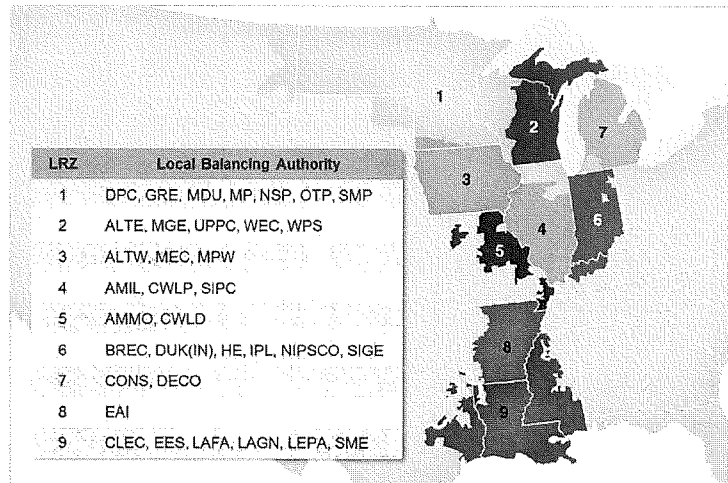 LRZ Local Balancing Authority
1 DPC, GRE, MDU, MP, NSP, OTP, SMP
2 ALTE, MGE, UPPC, WEC, WPS
3 ALTW, MEC, MPW
4 AMIL, CWLP, SIPC
5 AMMO, CWLD
6 BREC, DUK(IN), HE, IPL, NIPSCO, SIGE
7 CONS, DECO
8 EAI
9 CLEC, EES, LAFA, LAGN, LEPA, SME
1
2
7
3
6
4
5
8
9